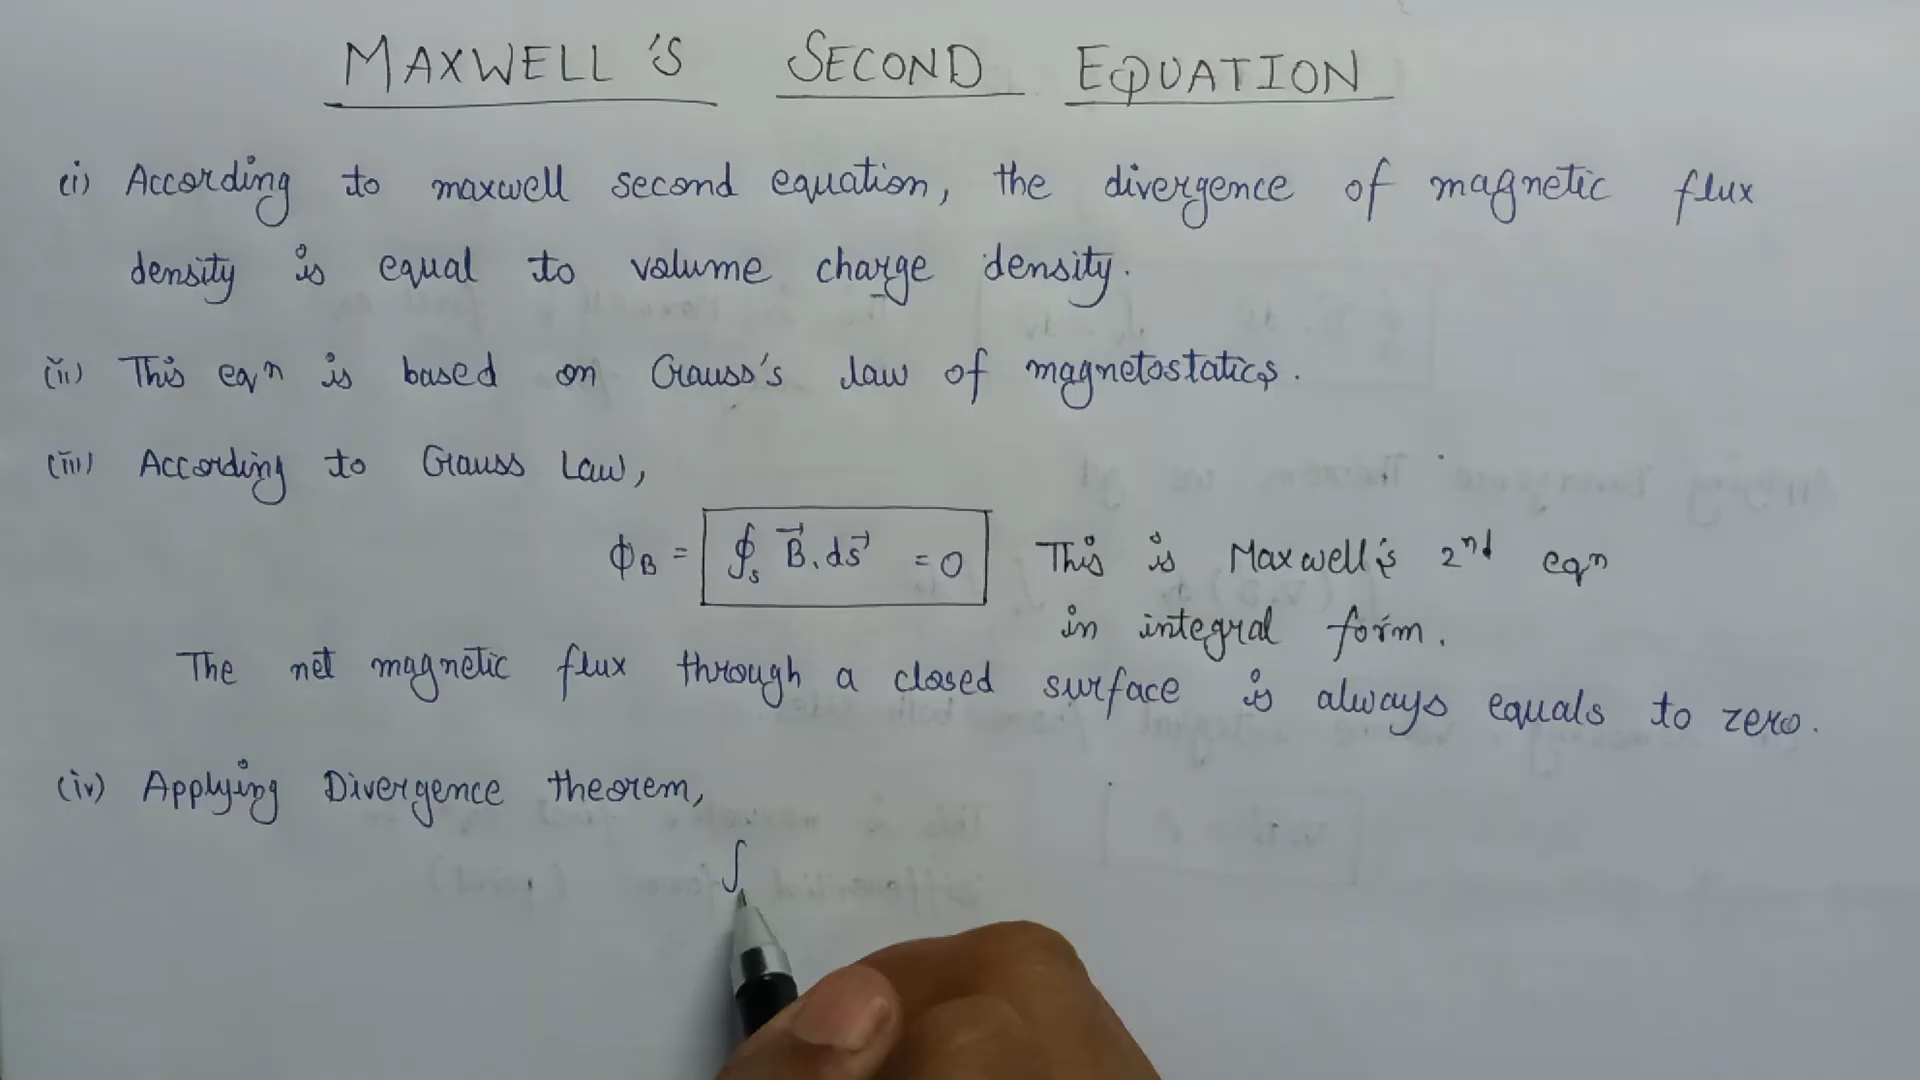 MAXWELL'S SECOND EQUATION
(i) According to maxwell second equation, the divergence of magnetic flux
density is equal to volume charge density.
(ii) This eqn is based on Gauss's law of magnetostatics.
(iii) According to Gauss Law,
ϕB = ∮s B⃗. ds⃗ = 0 This is Maxwell's 2nd eqn
in integral form.
The net magnetic flux through a closed surface is always equals to zero.
(iv) Applying Divergence theorem,
∫